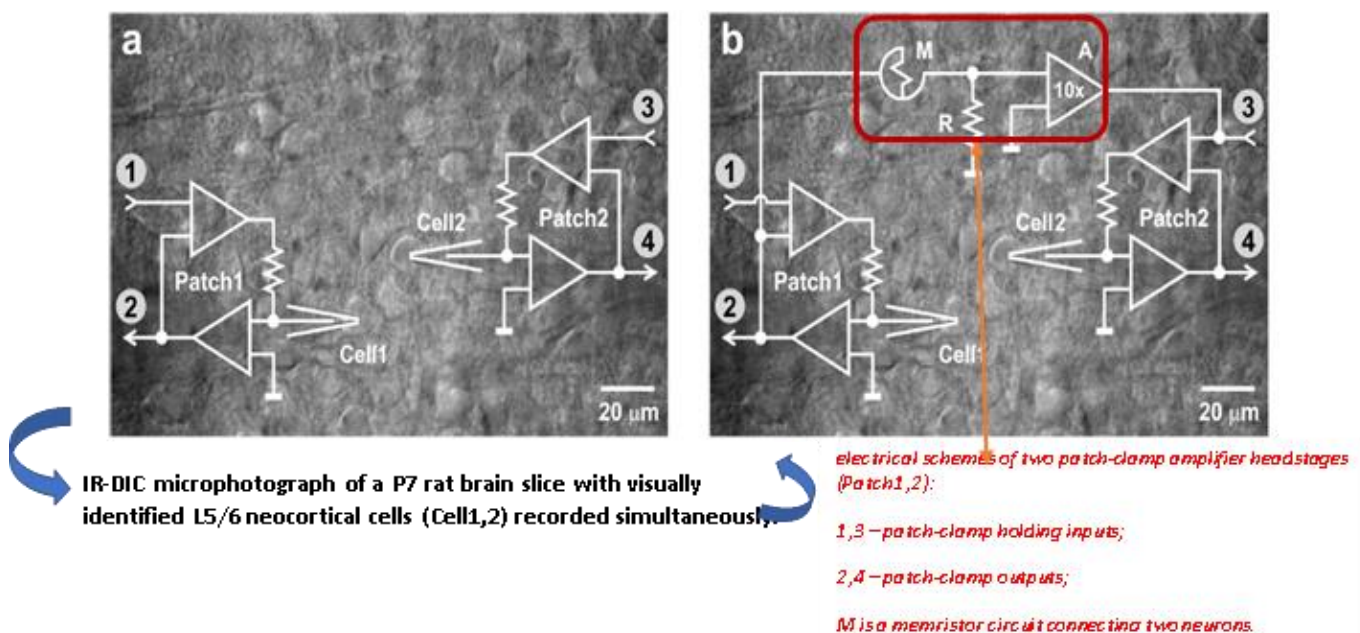 a
1
2
3
4
Patch1
Cell1
Cell2
Patch2
20 μm
b
M
A
10x
R
1
2
3
4
Patch1
Cell1
Cell2
Patch2
20 μm
IR-DIC microphotograph of a P7 rat brain slice with visually
identified L5/6 neocortical cells (Cell1,2) recorded simultaneously.
electrical schemes of two patch-clamp amplifier headstages
(Patch1,2):
1,3 – patch-clamp holding inputs;
2,4 – patch-clamp outputs;
M is a memristor circuit connecting two neurons.